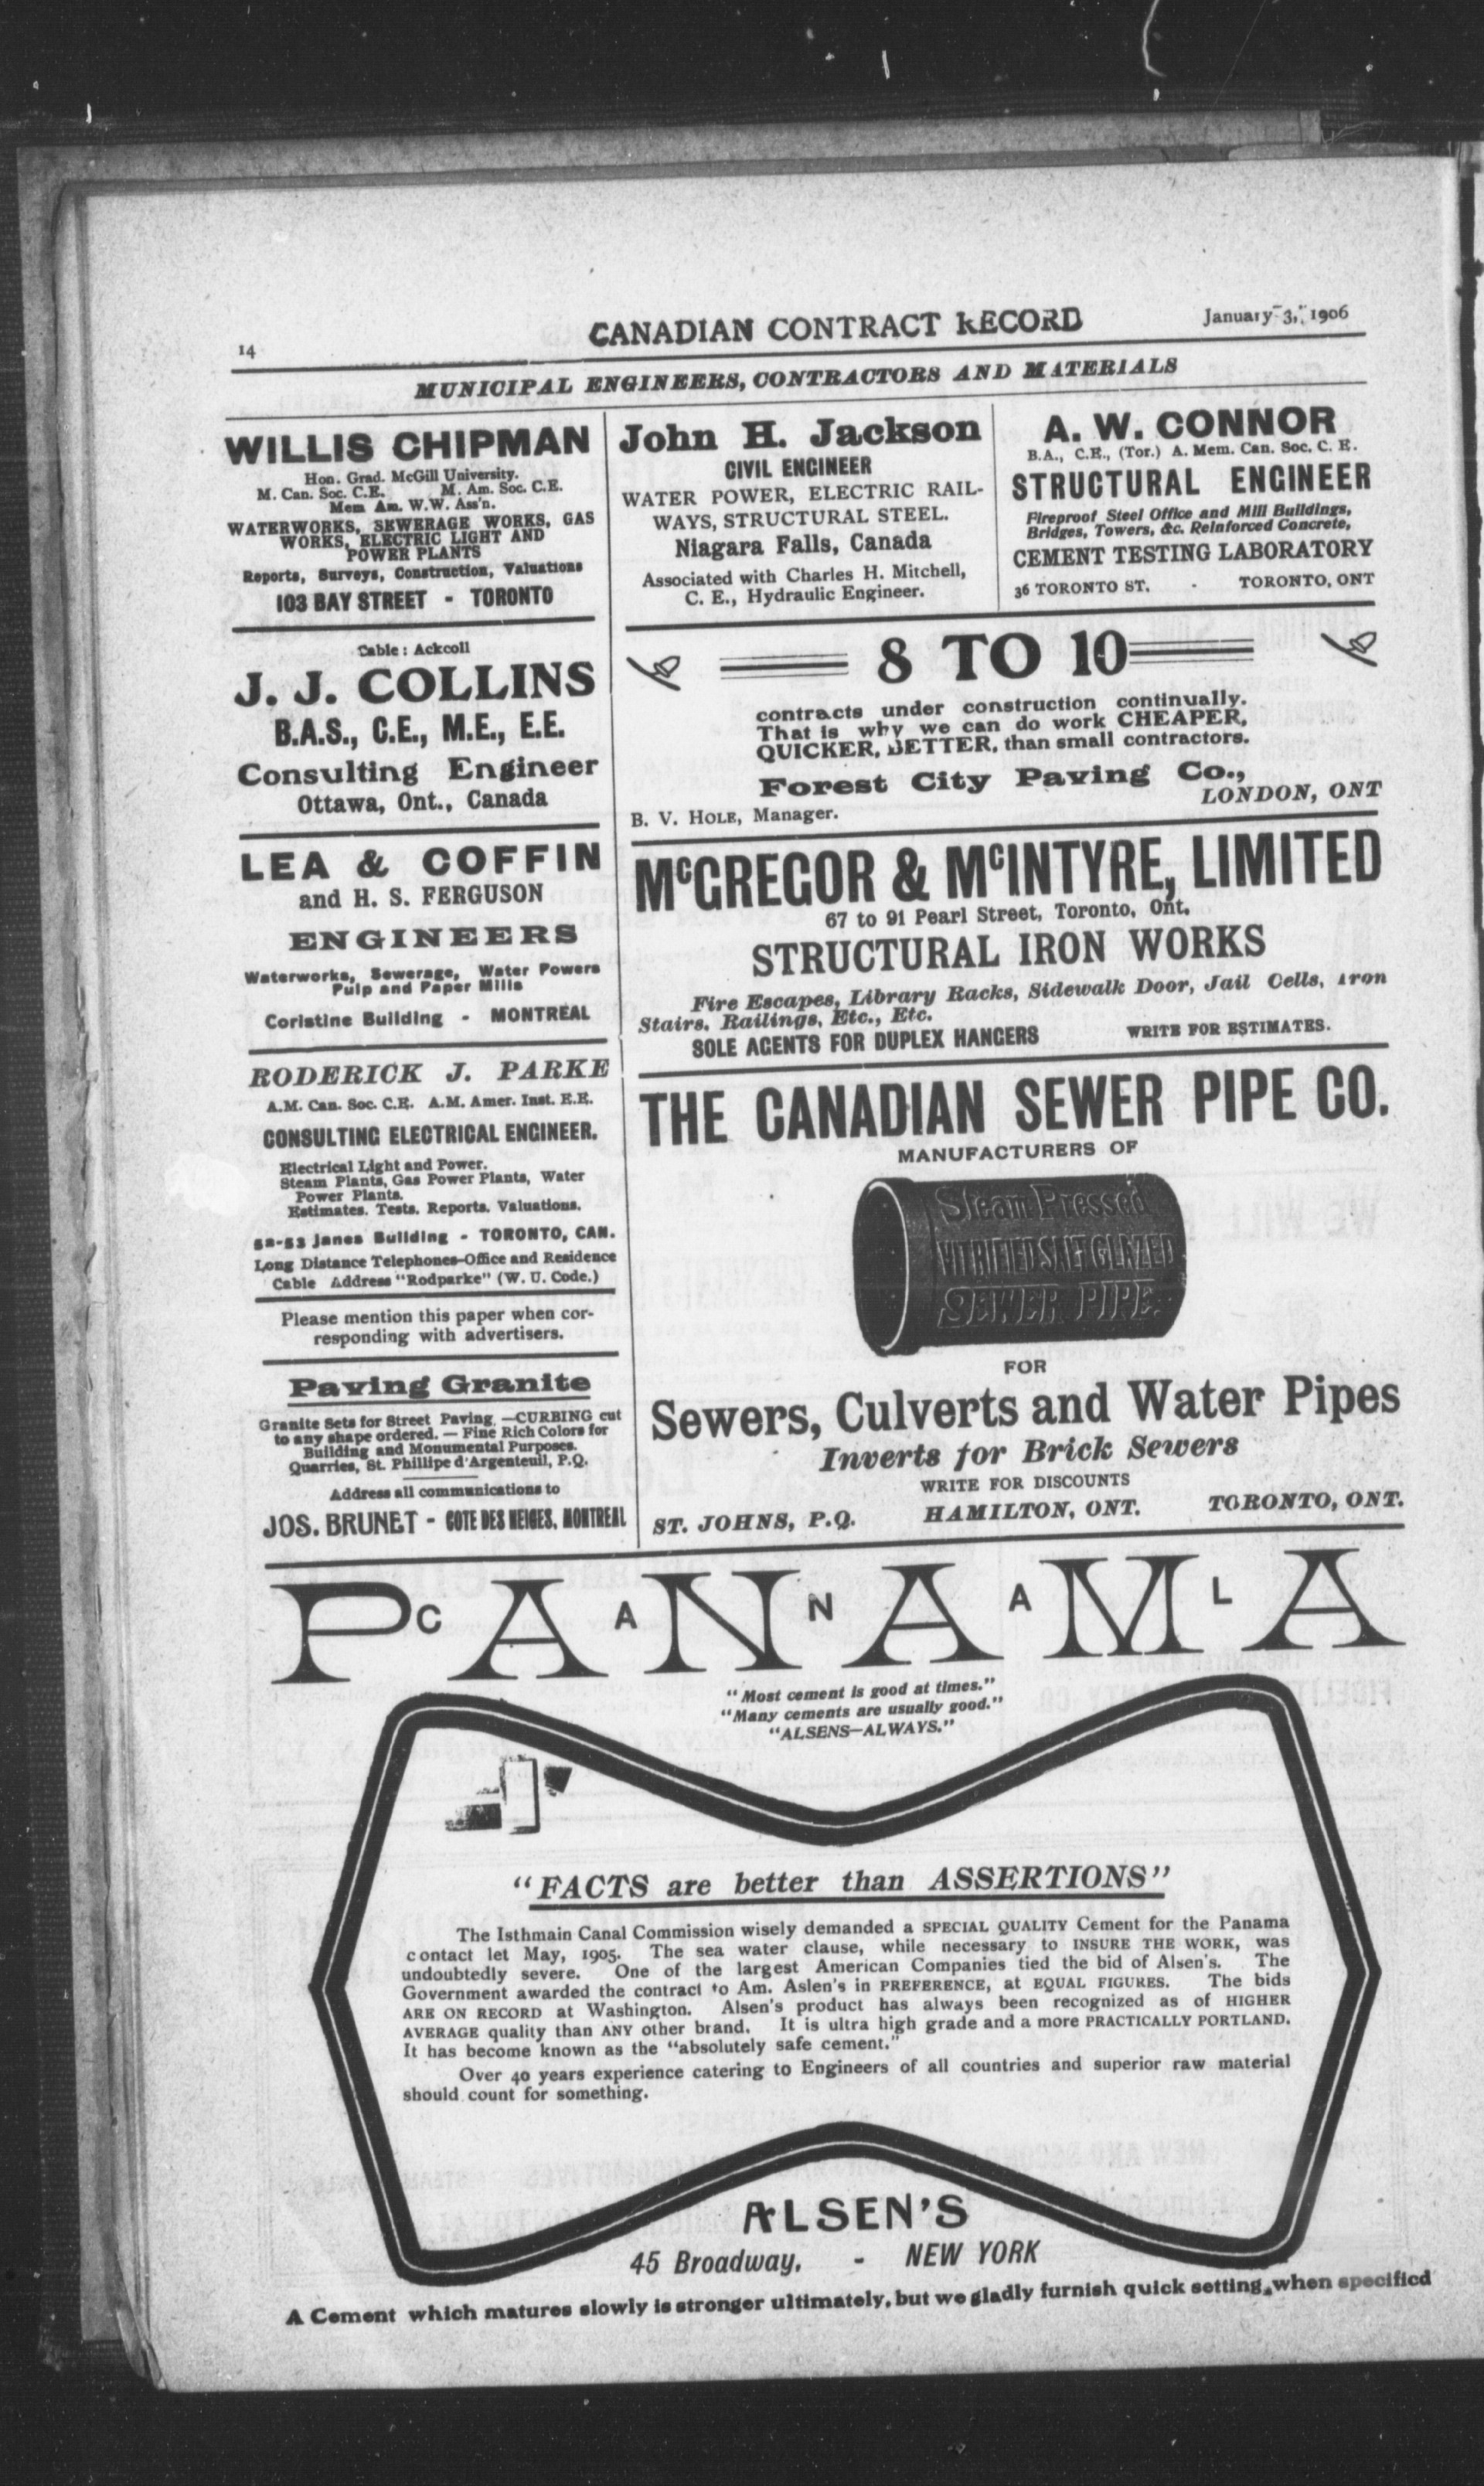 14
CANADIAN CONTRACT RECORD
January 3, 1906
MUNICIPAL ENGINEERS, CONTRACTORS AND MATERIALS
WILLIS CHIPMAN
Hon. Grad. McGill University.
M. Can. Soc. C.E. M. Am. Soc. C.E.
Mem Am. W.W. Ass'n.
WATERWORKS, SEWERAGE WORKS, GAS
WORKS, ELECTRIC LIGHT AND
POWER PLANTS
Reports, Surveys, Construction, Valuations
103 BAY STREET - TORONTO
Cable: Ackcoll
J. J. COLLINS
B.A.S., C.E., M.E., E.E.
Consulting Engineer
Ottawa, Ont., Canada
LEA & COFFIN
and H. S. FERGUSON
ENGINEERS
Waterworks, Sewerage, Water Powers
Pulp and Paper Mills
Coristine Building - MONTREAL
RODERICK J. PARKE
A.M. Can. Soc. C.E. A.M. Amer. Inst. E.E.
CONSULTING ELECTRICAL ENGINEER.
Electrical Light and Power.
Steam Plants, Gas Power Plants, Water
Power Plants.
Estimates. Tests. Reports. Valuations.
52-53 Janes Building - TORONTO, CAN.
Long Distance Telephones-Office and Residence
Cable Address "Rodparke" (W. U. Code.)
Please mention this paper when cor-
responding with advertisers.
Paving Granite
Granite Sets for Street Paving.—CURBING cut
to any shape ordered.—Fine Rich Colors for
Building and Monumental Purposes.
Quarries, St. Phillipe d'Argenteuil, P.Q.
Address all communications to
JOS. BRUNET - COTE DES NEIGES, MONTREAL
John H. Jackson
CIVIL ENGINEER
WATER POWER, ELECTRIC RAIL-
WAYS, STRUCTURAL STEEL.
Niagara Falls, Canada
Associated with Charles H. Mitchell,
C. E., Hydraulic Engineer.
A. W. CONNOR
B.A., C.E., (Tor.) A. Mem. Can. Soc. C. E.
STRUCTURAL ENGINEER
Fireproof Steel Office and Mill Buildings,
Bridges, Towers, &c. Reinforced Concrete,
CEMENT TESTING LABORATORY
36 TORONTO ST. - TORONTO, ONT
8 TO 10
contracts under construction continually.
That is why we can do work CHEAPER,
QUICKER, BETTER, than small contractors.
Forest City Paving Co.,
LONDON, ONT
B. V. HOLE, Manager.
McGREGOR & McINTYRE, LIMITED
67 to 91 Pearl Street, Toronto, Ont.
STRUCTURAL IRON WORKS
Fire Escapes, Library Racks, Sidewalk Door, Jail Cells, Iron
Stairs. Railings, Etc., Etc.
SOLE AGENTS FOR DUPLEX HANGERS WRITE FOR ESTIMATES.
THE CANADIAN SEWER PIPE CO.
MANUFACTURERS OF
Steam Pressed
VITRIFIED SALT GLAZED
SEWER PIPE.
FOR
Sewers, Culverts and Water Pipes
Inverts for Brick Sewers
WRITE FOR DISCOUNTS
ST. JOHNS, P.Q. HAMILTON, ONT. TORONTO, ONT.
PANAMA
CANAL
"Most cement is good at times."
"Many cements are usually good."
"ALSENS—ALWAYS."
"FACTS are better than ASSERTIONS"
The Isthmain Canal Commission wisely demanded a SPECIAL QUALITY Cement for the Panama
contact let May, 1905. The sea water clause, while necessary to INSURE THE WORK, was
undoubtedly severe. One of the largest American Companies tied the bid of Alsen's. The
Government awarded the contract to Am. Aslen's in PREFERENCE, at EQUAL FIGURES. The bids
ARE ON RECORD at Washington. Alsen's product has always been recognized as of HIGHER
AVERAGE quality than ANY other brand. It is ultra high grade and a more PRACTICALLY PORTLAND.
It has become known as the "absolutely safe cement."
Over 40 years experience catering to Engineers of all countries and superior raw material
should count for something.
ALSEN'S
45 Broadway, - NEW YORK
A Cement which matures slowly is stronger ultimately, but we gladly furnish quick setting, when specified